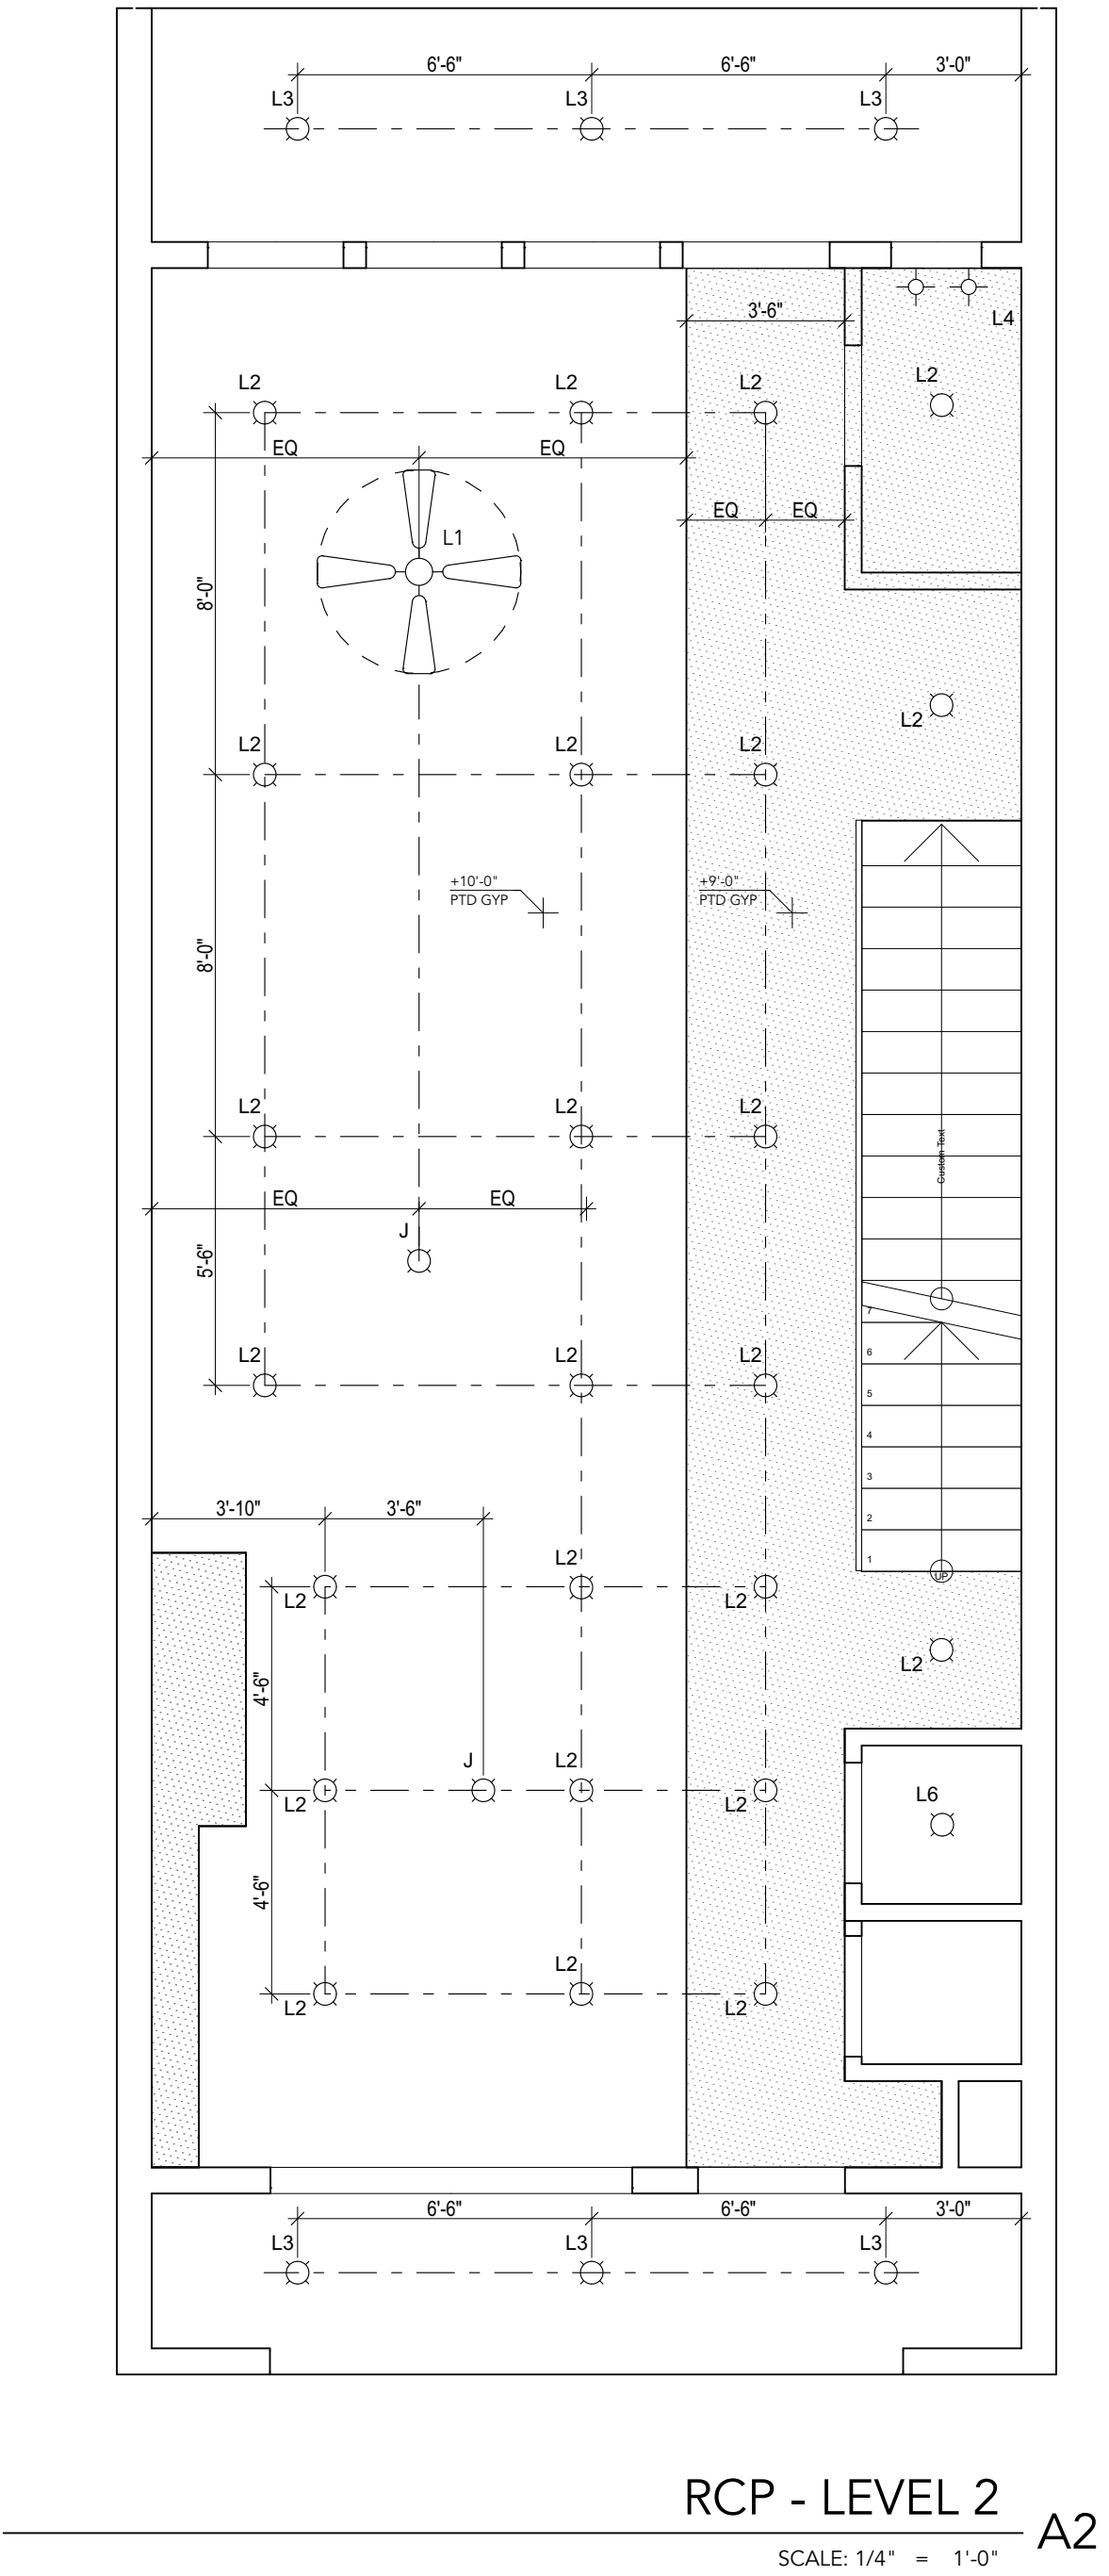 6'-6" 6'-6" 3'-0"
L3 L3 L3
3'-6"
L4
L2 L2 L2 L2
EQ EQ
EQ EQ
L1
8'-0"
L2
L2 L2 L2
+10'-0"
PTD GYP
+9'-0"
PTD GYP
8'-0"
L2 L2 L2
Custom Text
EQ EQ
J
5'-6"
7
6
L2 L2 L2
5
4
3
2
1
UP
3'-10" 3'-6"
L2 L2 L2
L2
4'-6"
J
L2 L2 L2
L6
4'-6"
L2 L2 L2
6'-6" 6'-6" 3'-0"
L3 L3 L3
RCP - LEVEL 2
A2
SCALE: 1/4" = 1'-0"